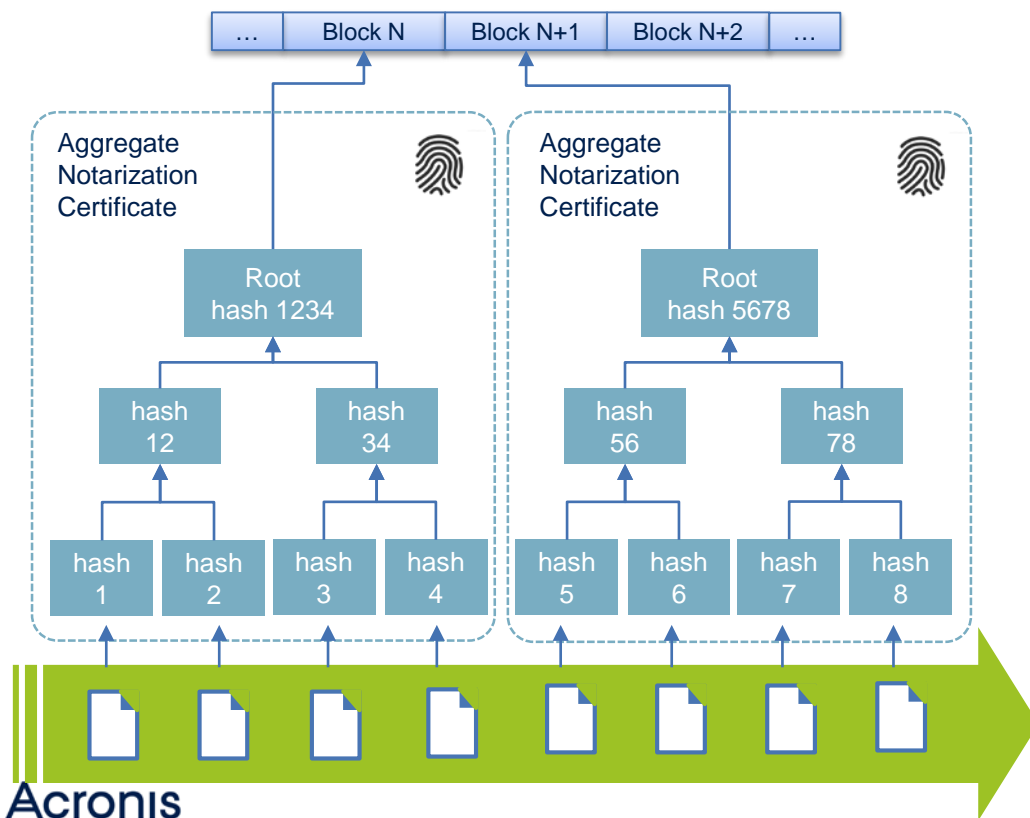 … Block N Block N+1 Block N+2 …
Aggregate
Notarization
Certificate
Aggregate
Notarization
Certificate
Root
hash 1234
Root
hash 5678
hash
12
hash
34
hash
56
hash
78
hash
1
hash
2
hash
3
hash
4
hash
5
hash
6
hash
7
hash
8
Acronis